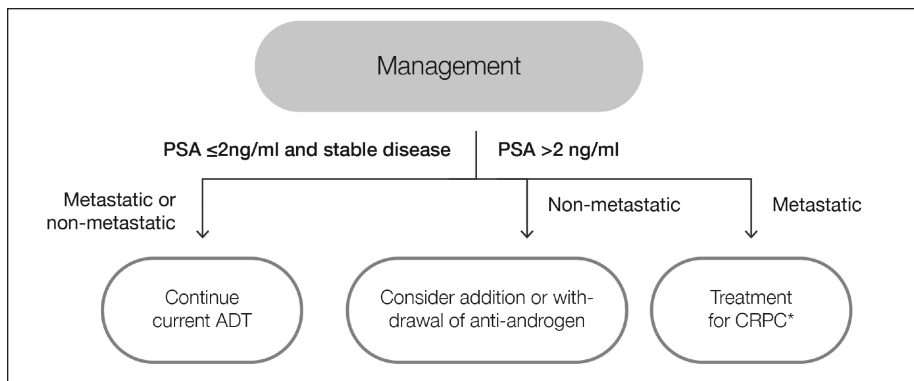 Management
PSA ≤2ng/ml and stable disease
PSA >2 ng/ml
Metastatic or
non-metastatic
Non-metastatic
Metastatic
Continue
current ADT
Consider addition or with-
drawal of anti-androgen
Treatment
for CRPC*